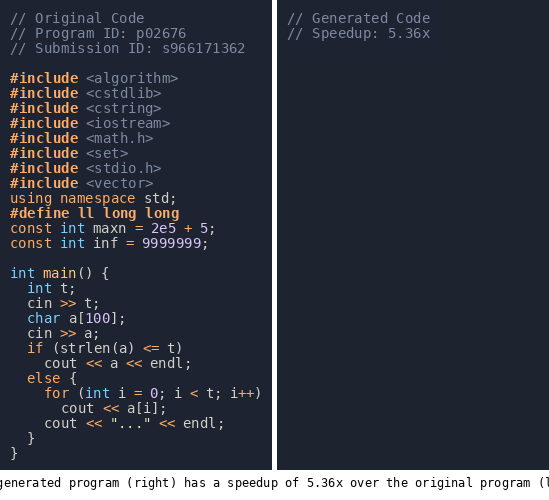 // Original Code
// Program ID: p02676
// Submission ID: s966171362
#include <algorithm>
#include <cstdlib>
#include <cstring>
#include <iostream>
#include <math.h>
#include <set>
#include <stdio.h>
#include <vector>
using namespace std;
#define ll long long
const int maxn = 2e5 + 5;
const int inf = 9999999;
int main() {
  int t;
  cin >> t;
  char a[100];
  cin >> a;
  if (strlen(a) <= t)
    cout << a << endl;
  else {
    for (int i = 0; i < t; i++)
      cout << a[i];
    cout << "..." << endl;
  }
}
// Generated Code
// Speedup: 5.36x
generated program (right) has a speedup of 5.36x over the original program (l